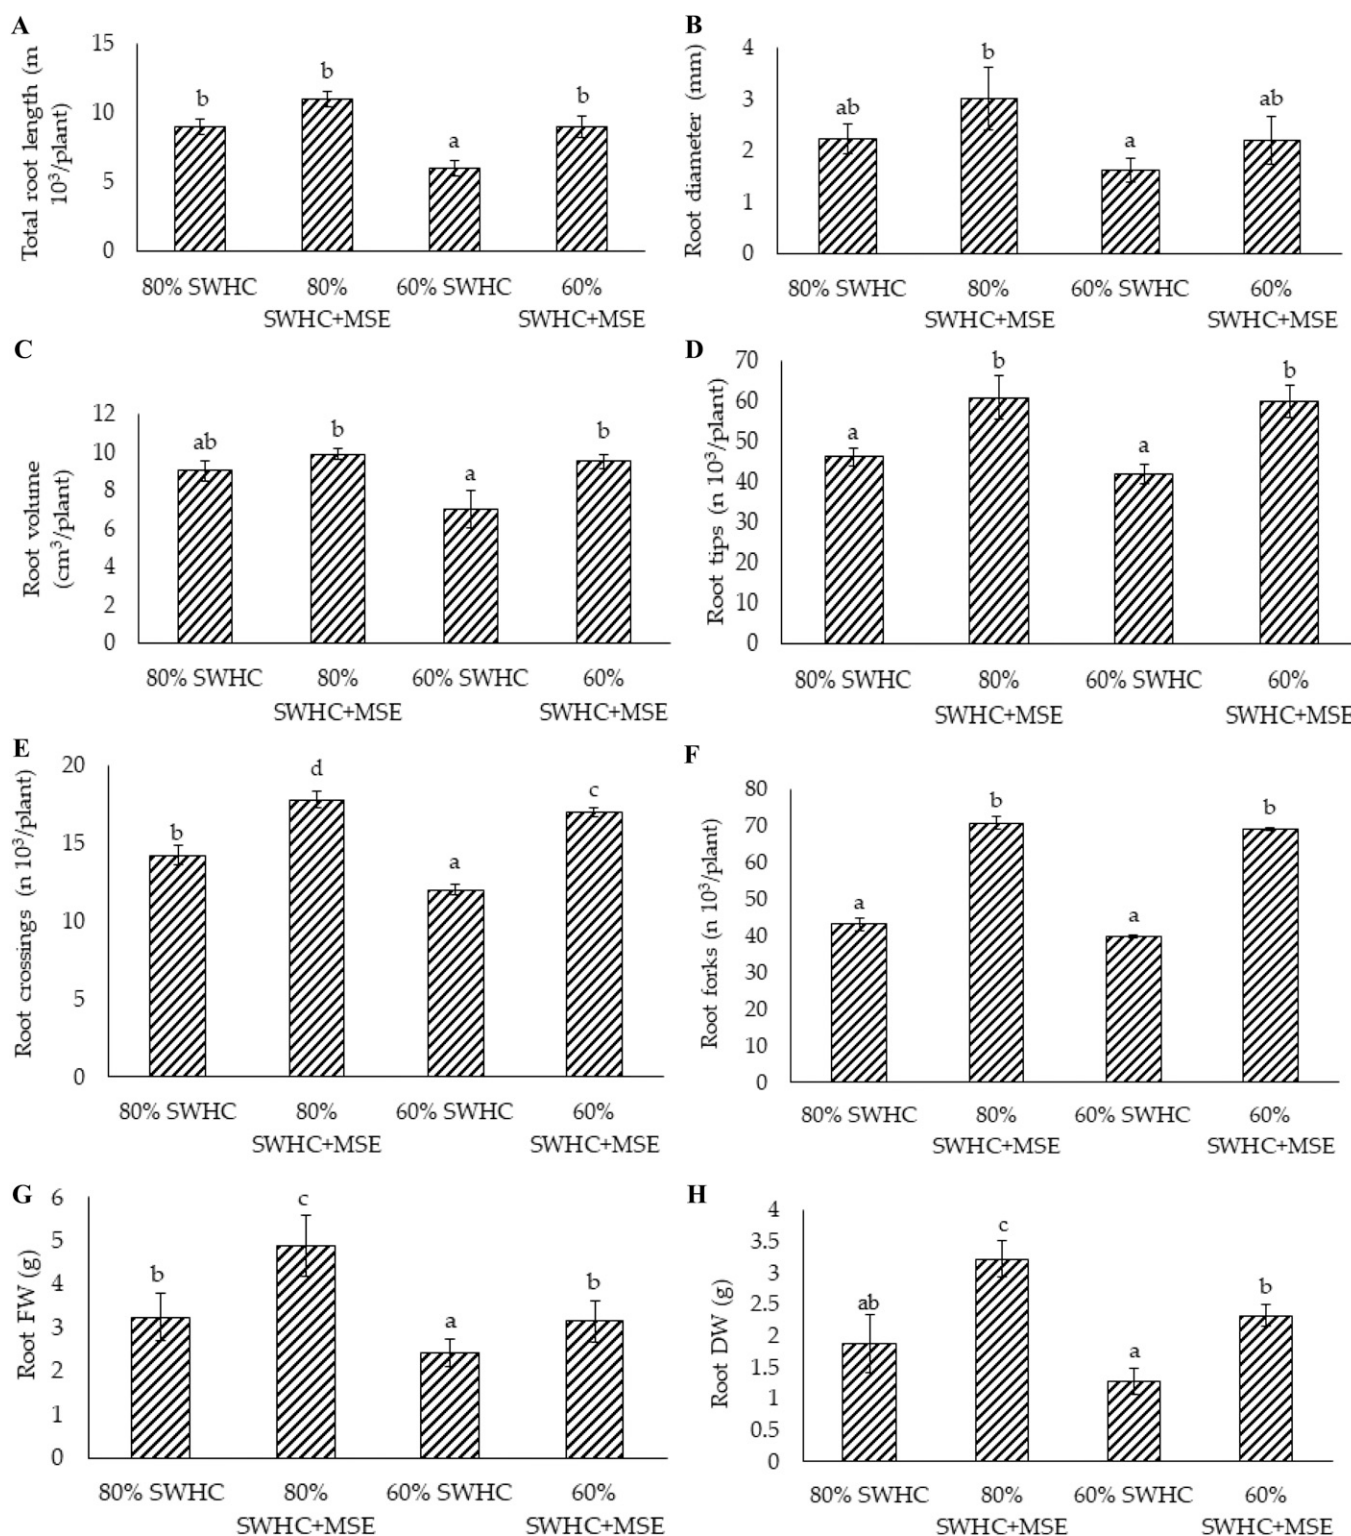 A
Total root length (m
10³/plant)
15
10
5
0
b
b
a
b
80% SWHC
80%
SWHC+MSE
60% SWHC
60%
SWHC+MSE
B
Root diameter (mm)
4
3
2
1
0
ab
b
a
ab
80% SWHC
80%
SWHC+MSE
60% SWHC
60%
SWHC+MSE
C
Root volume
(cm³/plant)
12
10
8
6
4
2
0
ab
b
a
b
80% SWHC
80%
SWHC+MSE
60% SWHC
60%
SWHC+MSE
D
Root tips (n 10³/plant)
70
60
50
40
30
20
10
0
a
b
a
b
80% SWHC
80%
SWHC+MSE
60% SWHC
60%
SWHC+MSE
E
Root crossings (n 10³/plant)
20
15
10
5
0
b
d
a
c
80% SWHC
80%
SWHC+MSE
60% SWHC
60%
SWHC+MSE
F
Root forks (n 10³/plant)
80
70
60
50
40
30
20
10
0
a
b
a
b
80% SWHC
80%
SWHC+MSE
60% SWHC
60%
SWHC+MSE
G
Root FW (g)
6
5
4
3
2
1
0
b
c
a
b
80% SWHC
80%
SWHC+MSE
60% SWHC
60%
SWHC+MSE
H
Root DW (g)
4
3.5
3
2.5
2
1.5
1
0.5
0
ab
c
a
b
80% SWHC
80%
SWHC+MSE
60% SWHC
60%
SWHC+MSE